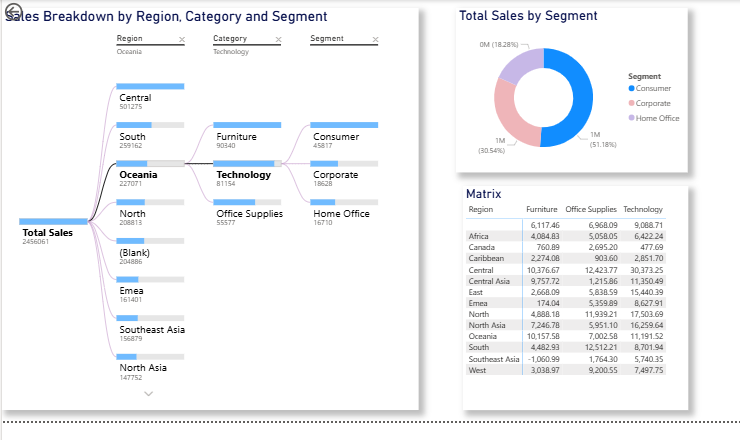 Sales Breakdown by Region, Category and Segment
Region Category Segment
Oceania Technology
Central
501275
South
259162
Oceania
227071
North
208813
(Blank)
204886
Emea
161401
Southeast Asia
156879
North Asia
147752
Total Sales
2456061
Furniture
90340
Technology
81154
Office Supplies
55577
Consumer
45817
Corporate
18628
Home Office
16710
Total Sales by Segment
0M (18.28%)
1M
(30.54%)
1M
(51.18%)
Segment
Consumer
Corporate
Home Office
Matrix
Region Furniture Office Supplies Technology
6,117.46 6,968.09 9,088.71
Africa 4,084.83 5,058.05 6,422.24
Canada 760.89 2,695.20 477.69
Caribbean 2,274.08 903.60 2,851.70
Central 10,376.67 12,423.77 30,373.25
Central Asia 9,757.72 1,215.86 11,350.49
East 2,668.09 5,838.59 15,440.39
Emea 174.04 5,359.89 8,627.91
North 4,888.18 11,939.21 17,503.69
North Asia 7,246.78 5,951.10 16,259.64
Oceania 10,157.58 7,002.58 11,191.52
South 4,482.93 12,512.21 8,701.94
Southeast Asia -1,060.99 1,764.30 5,740.35
West 3,038.97 9,200.55 7,497.75